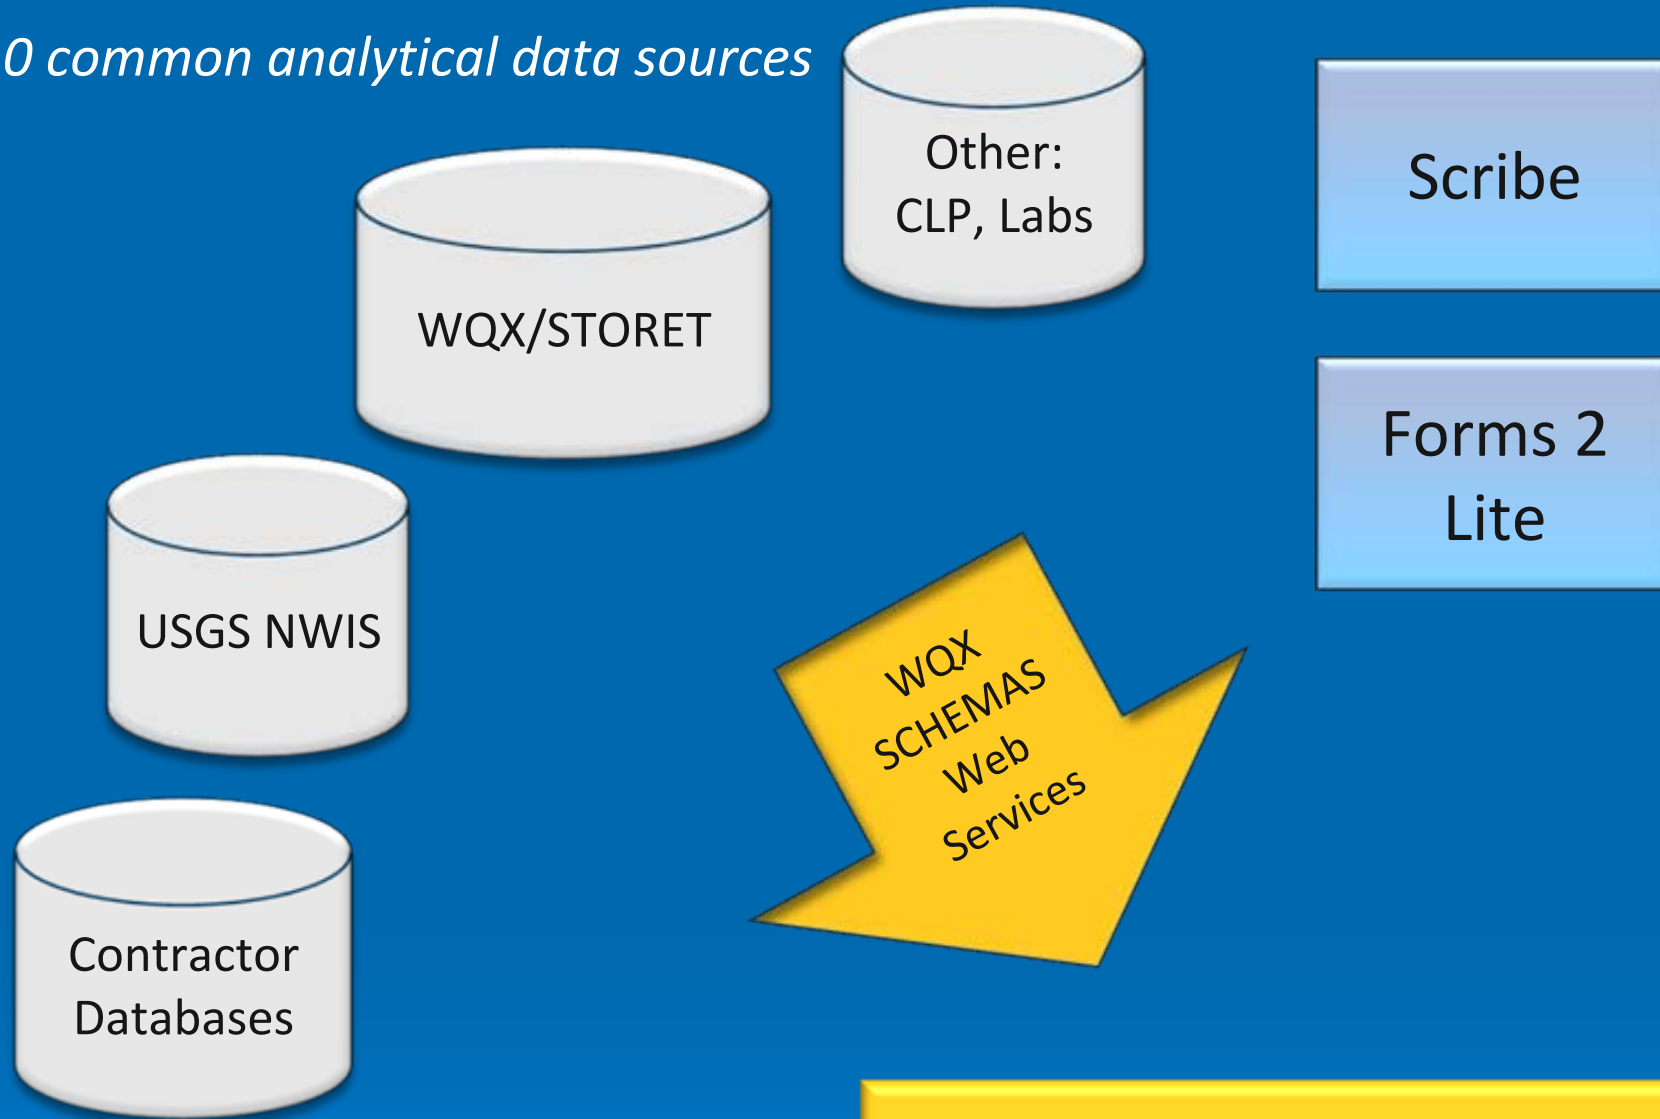 0 common analytical data sources
Other:
CLP, Labs
Scribe
WQX/STORET
Forms 2
Lite
USGS NWIS
WQX
SCHEMAS
Web
Services
Contractor
Databases